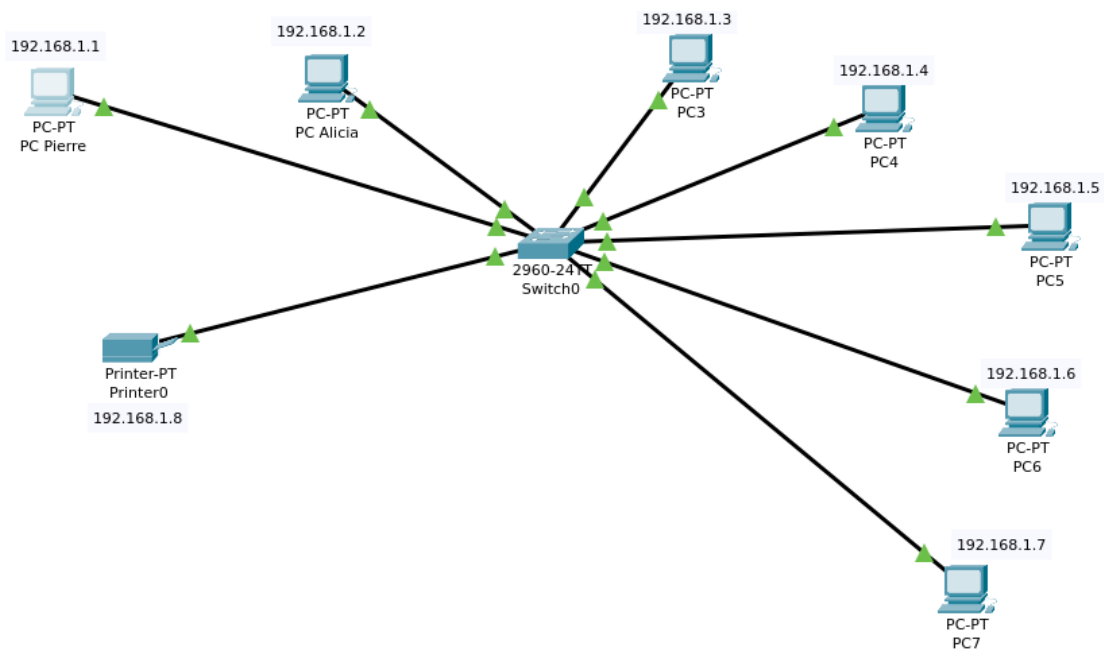 192.168.1.1
PC-PT
PC Pierre
192.168.1.2
PC-PT
PC Alicia
192.168.1.3
PC-PT
PC3
192.168.1.4
PC-PT
PC4
192.168.1.5
PC-PT
PC5
2960-24TT
Switch0
Printer-PT
Printer0
192.168.1.8
192.168.1.6
PC-PT
PC6
192.168.1.7
PC-PT
PC7